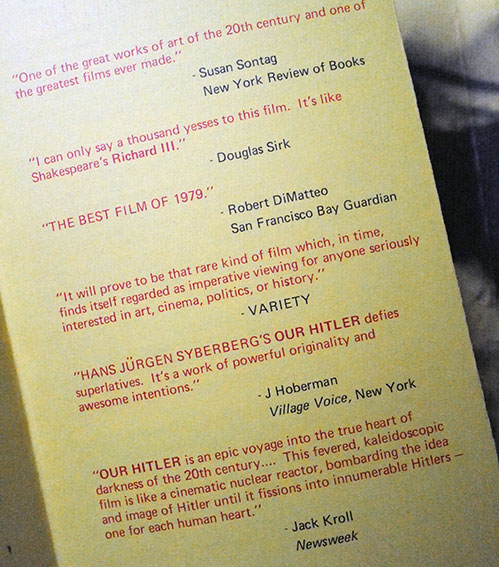 "One of the great works of art of the 20th century and one of
the greatest films ever made."
- Susan Sontag
New York Review of Books
"I can only say a thousand yesses to this film. It's like
Shakespeare's Richard III."
- Douglas Sirk
"THE BEST FILM OF 1979."
- Robert DiMatteo
San Francisco Bay Guardian
"It will prove to be that rare kind of film which, in time,
finds itself regarded as imperative viewing for anyone seriously
interested in art, cinema, politics, or history."
- VARIETY
"HANS JÜRGEN SYBERBERG'S OUR HITLER defies
superlatives. It's a work of powerful originality and
awesome intentions."
- J Hoberman
Village Voice, New York
"OUR HITLER is an epic voyage into the true heart of
darkness of the 20th century.... This fevered, kaleidoscopic
film is like a cinematic nuclear reactor, bombarding the idea
and image of Hitler until it fissions into innumerable Hitlers –
one for each human heart."
- Jack Kroll
Newsweek